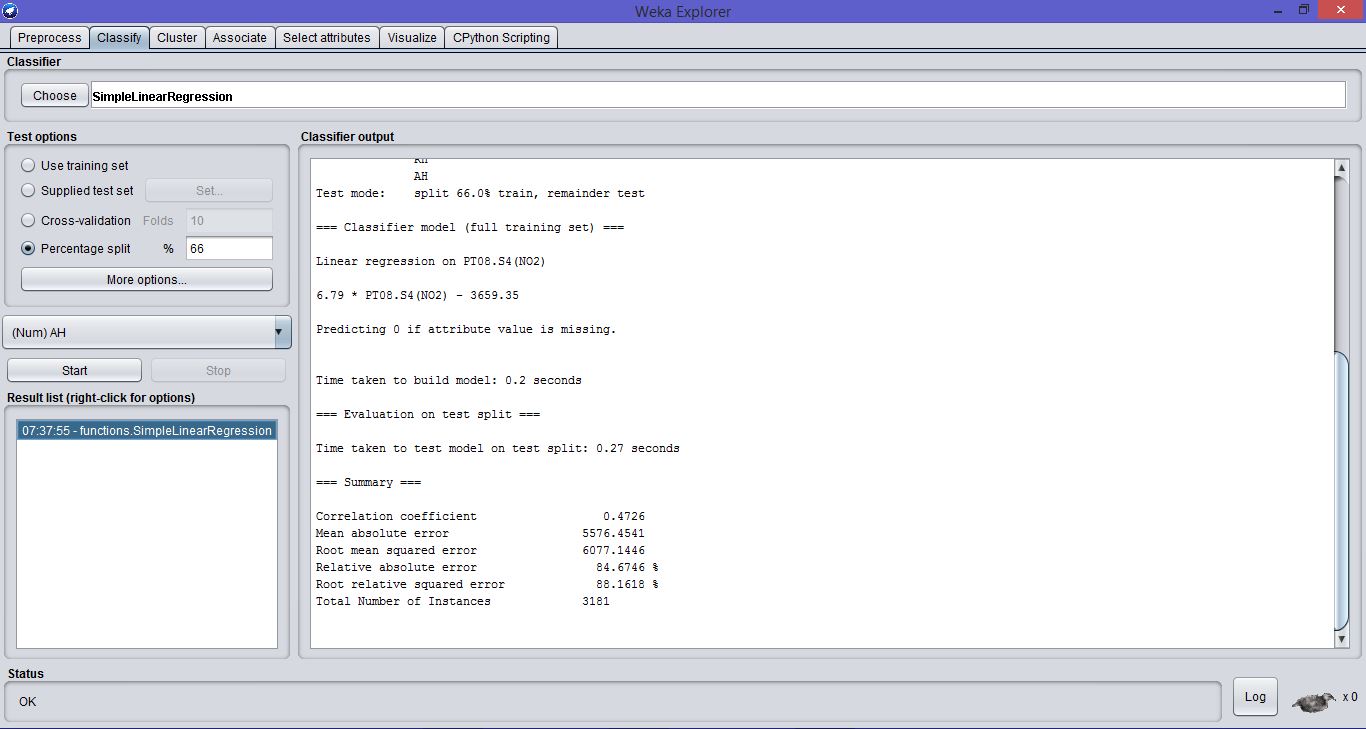 Weka Explorer
Preprocess Classify Cluster Associate Select attributes Visualize CPython Scripting
Classifier
Choose SimpleLinearRegression
Test options
Use training set
Supplied test set Set...
Cross-validation Folds 10
Percentage split % 66
More options...
(Num) AH
Start Stop
Result list (right-click for options)
07:37:55 - functions.SimpleLinearRegression
Classifier output
RH
AH
Test mode: split 66.0% train, remainder test
=== Classifier model (full training set) ===
Linear regression on PT08.S4(NO2)
6.79 * PT08.S4(NO2) - 3659.35
Predicting 0 if attribute value is missing.
Time taken to build model: 0.2 seconds
=== Evaluation on test split ===
Time taken to test model on test split: 0.27 seconds
=== Summary ===
Correlation coefficient 0.4726
Mean absolute error 5576.4541
Root mean squared error 6077.1446
Relative absolute error 84.6746 %
Root relative squared error 88.1618 %
Total Number of Instances 3181
Status
OK
Log x 0